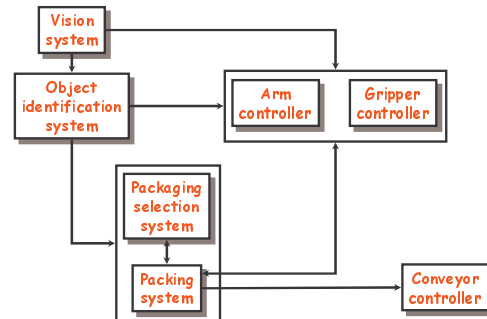 Vision
system
Object
identification
system
Arm
controller
Gripper
controller
Packaging
selection
system
Packing
system
Conveyor
controller